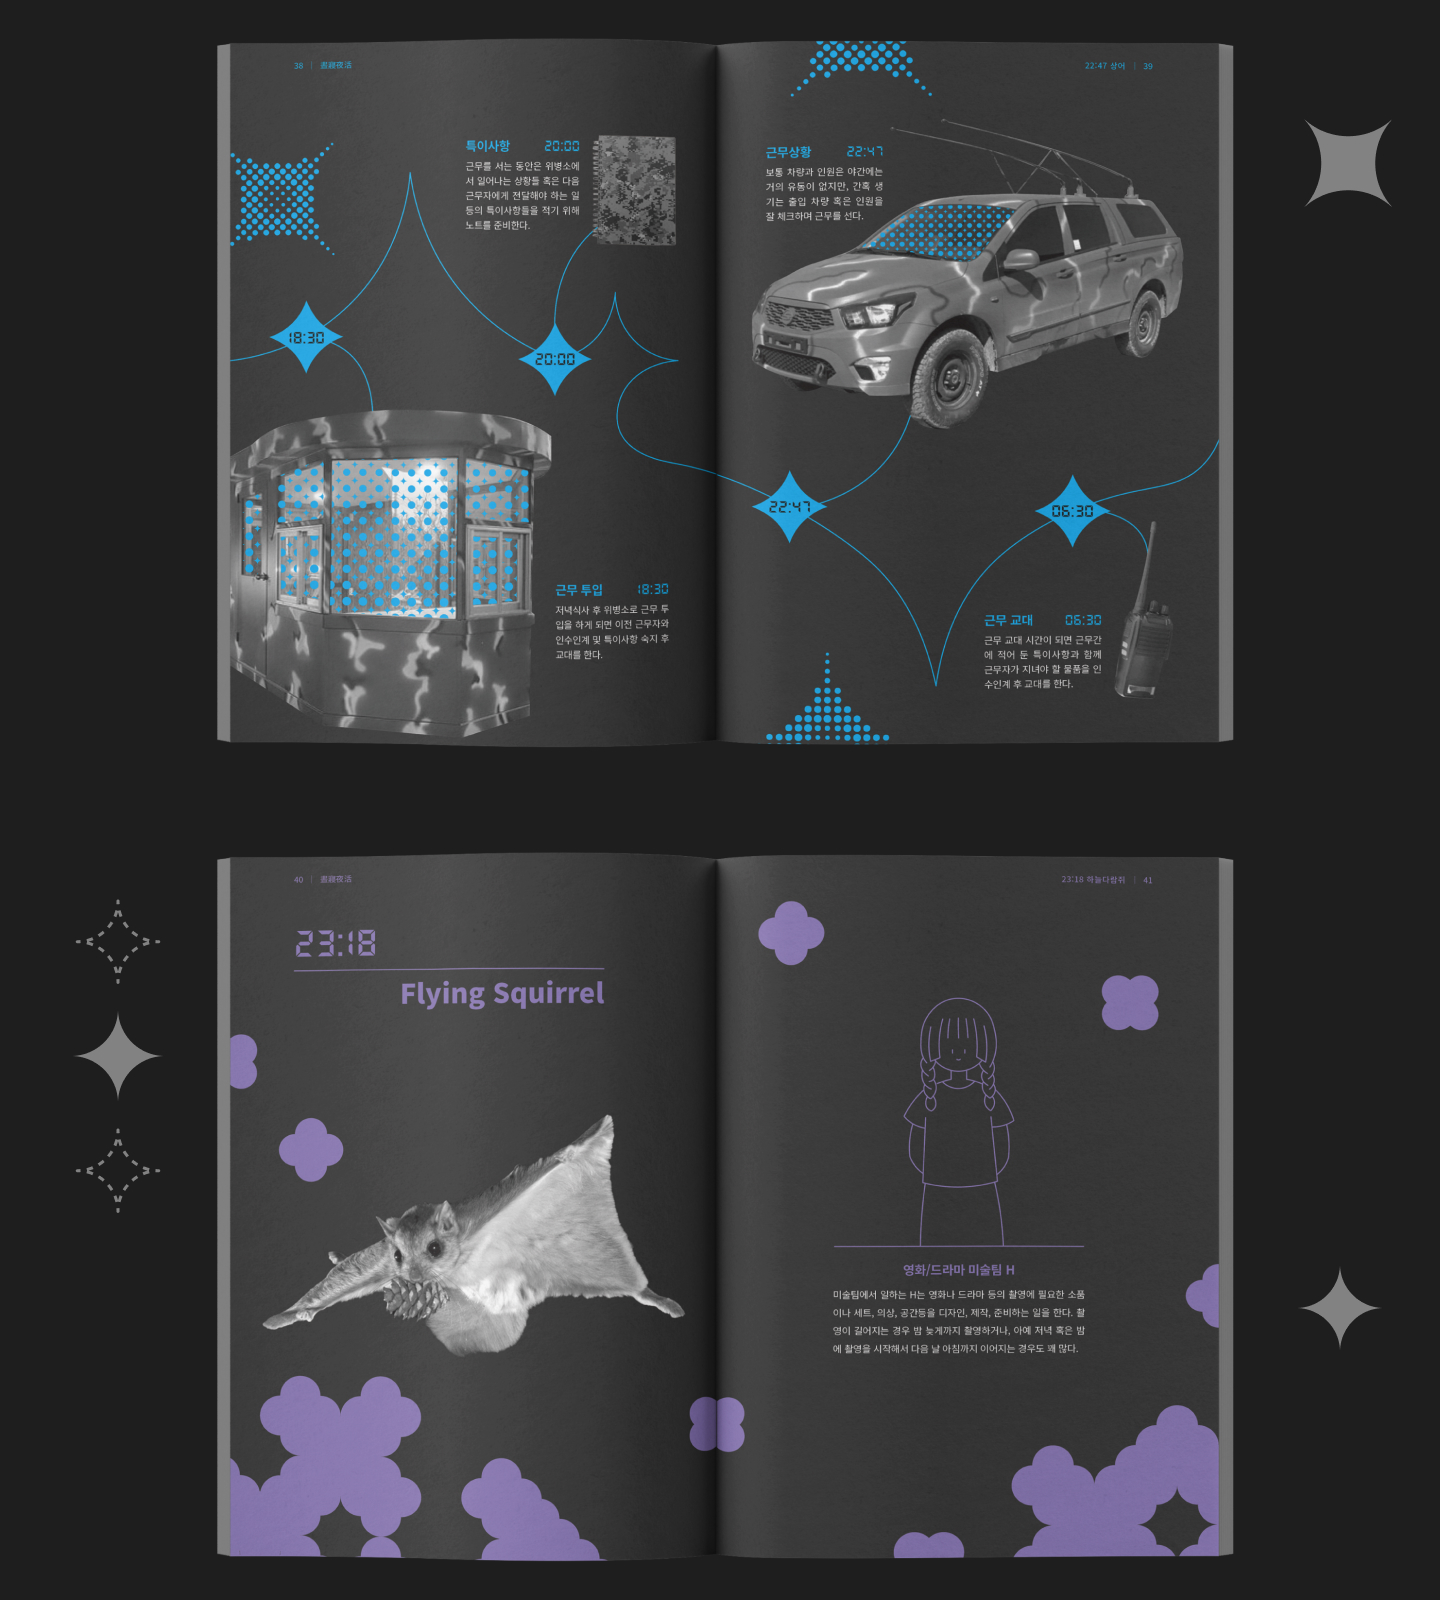 38 | 晝寢夜活
22:47 상어 | 39
특이사항 20:00
근무를 서는 동안은 위병소에
서 일어나는 상황들 혹은 다음
근무자에게 전달해야 하는 일
등의 특이사항들을 적기 위해
노트를 준비한다.
근무상황 22:47
보통 차량과 인원은 야간에는
거의 유동이 없지만, 간혹 생
기는 출입 차량 혹은 인원을
잘 체크하며 근무를 선다.
18:30
20:00
22:47
06:30
근무 투입 18:30
저녁식사 후 위병소로 근무 투
입을 하게 되면 이전 근무자와
인수인계 및 특이사항 숙지 후
교대를 한다.
근무 교대 06:30
근무 교대 시간이 되면 근무간
에 적어 둔 특이사항과 함께
근무자가 지녀야 할 물품을 인
수인계 후 교대를 한다.
40 | 晝寢夜活
23:18 하늘다람쥐 | 41
23:18
Flying Squirrel
영화/드라마 미술팀 H
미술팀에서 일하는 H는 영화나 드라마 등의 촬영에 필요한 소품
이나 세트, 의상, 공간등을 디자인, 제작, 준비하는 일을 한다. 촬
영이 길어지는 경우 밤 늦게까지 촬영하거나, 아예 저녁 혹은 밤
에 촬영을 시작해서 다음 날 아침까지 이어지는 경우도 꽤 많다.